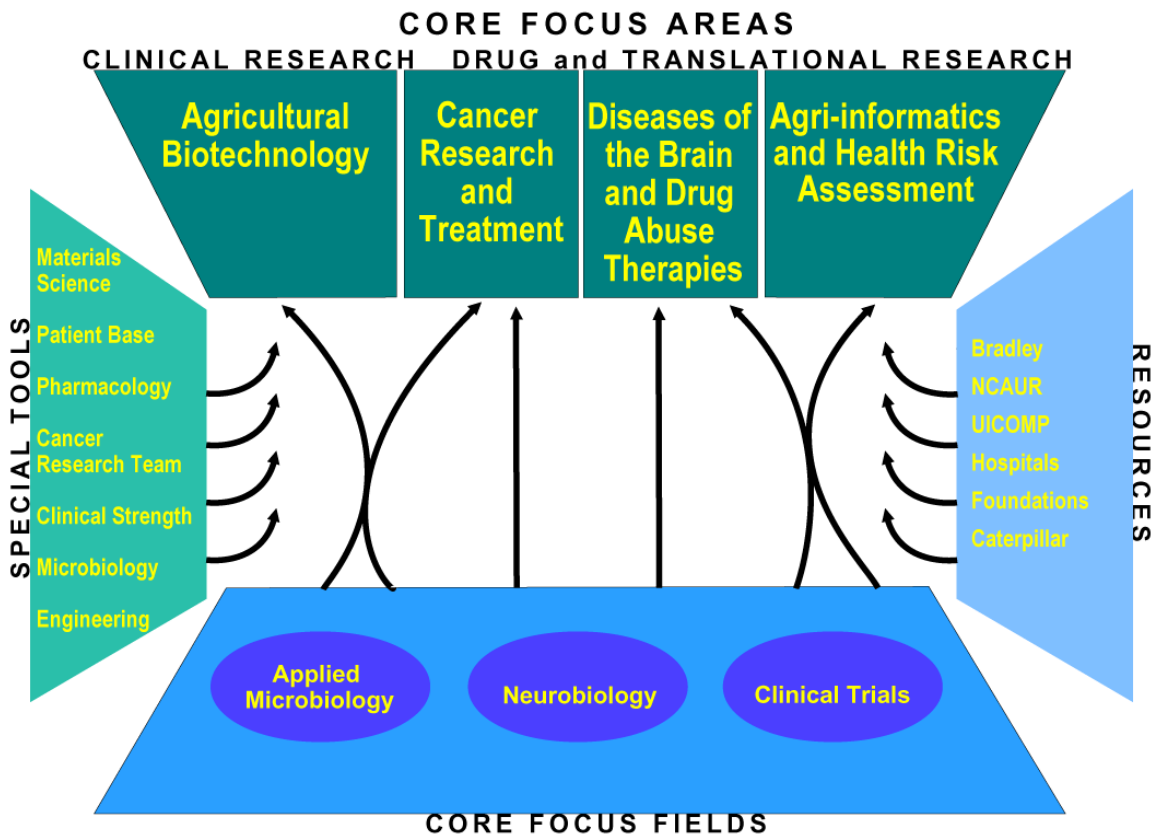 CORE FOCUS AREAS
CLINICAL RESEARCH DRUG and TRANSLATIONAL RESEARCH
Agricultural
Biotechnology
Cancer
Research
and
Treatment
Diseases of
the Brain
and Drug
Abuse
Therapies
Agri-informatics
and Health Risk
Assessment
SPECIAL TOOLS
Materials
Science
Patient Base
Pharmacology
Cancer
Research Team
Clinical Strength
Microbiology
Engineering
Bradley
NCAUR
UICOMP
Hospitals
Foundations
Caterpillar
RESOURCES
Applied
Microbiology
Neurobiology
Clinical Trials
CORE FOCUS FIELDS